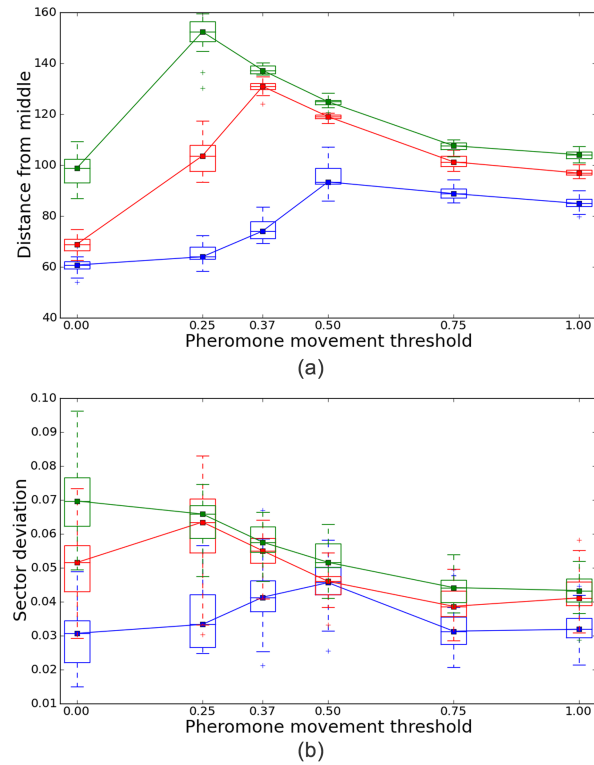 160
140
120
100
80
60
40
Distance from middle
0.00 0.25 0.37 0.50 0.75 1.00
Pheromone movement threshold
(a)
0.10
0.09
0.08
0.07
0.06
0.05
0.04
0.03
0.02
0.01
Sector deviation
0.00 0.25 0.37 0.50 0.75 1.00
Pheromone movement threshold
(b)